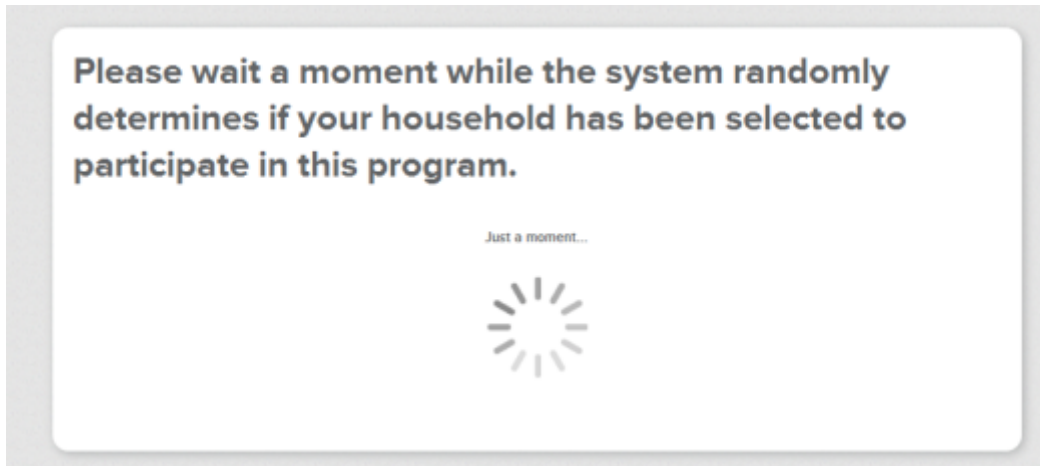 Please wait a moment while the system randomly
determines if your household has been selected to
participate in this program.
Just a moment...